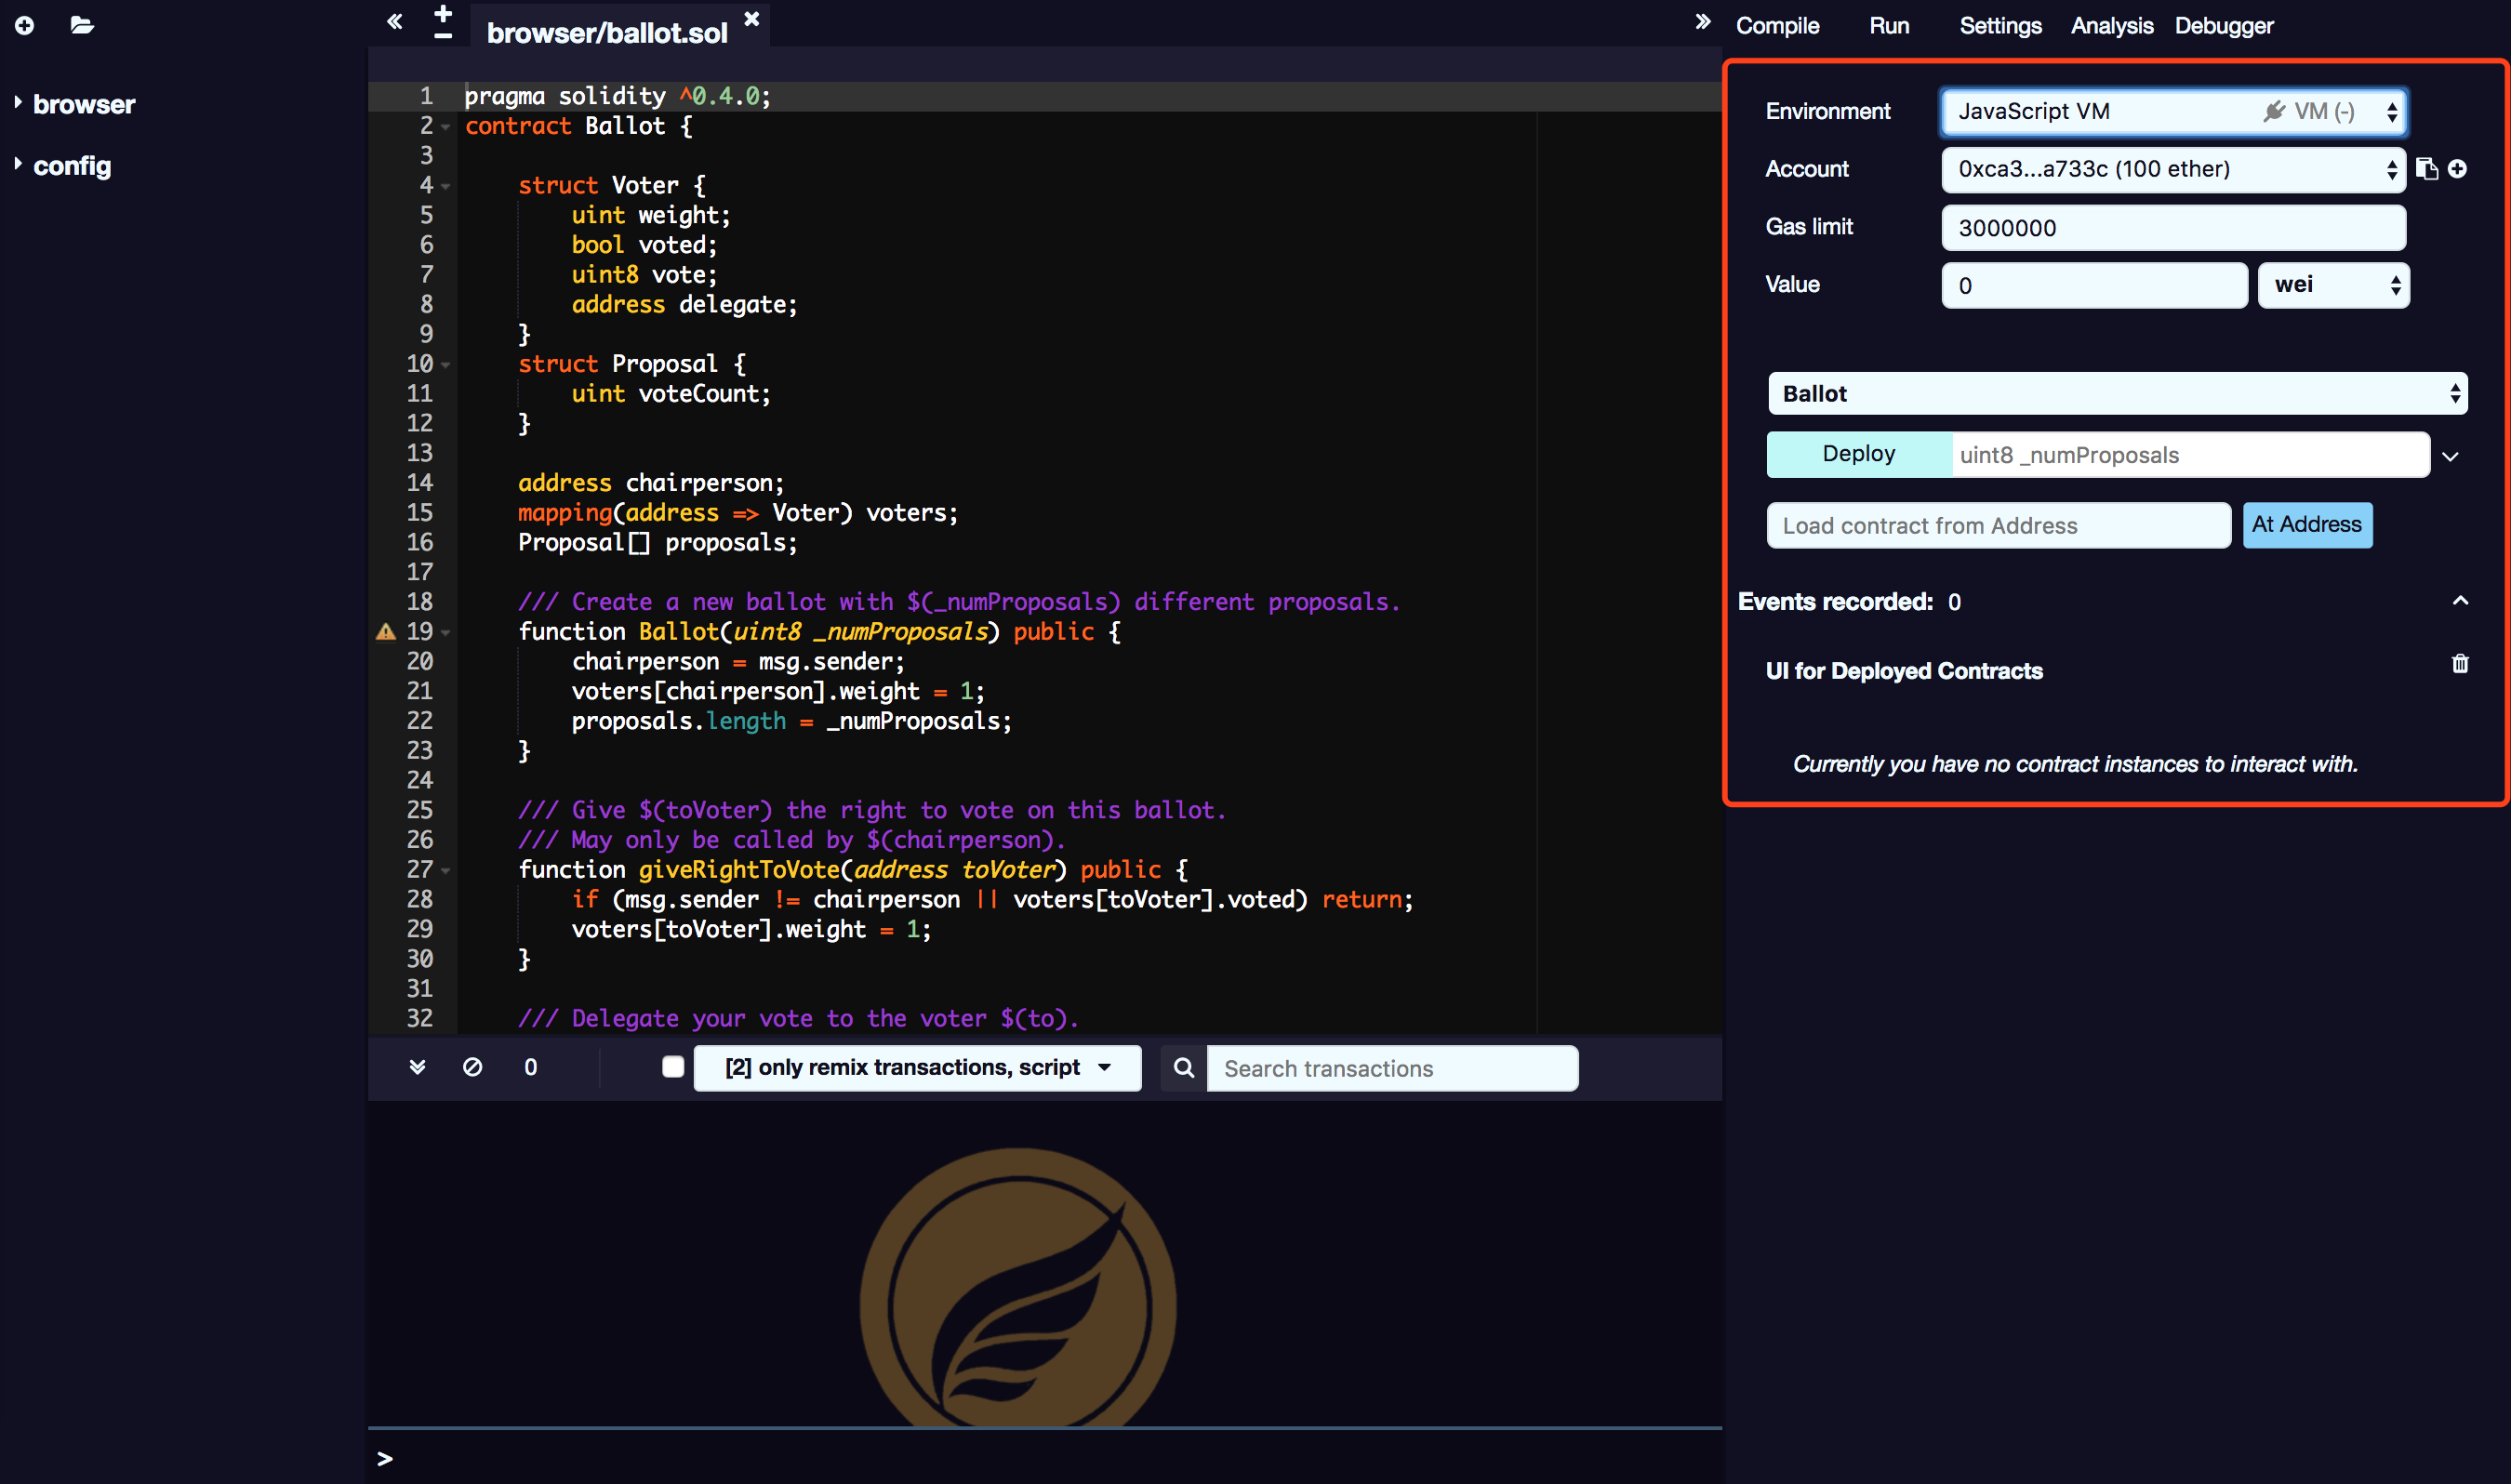 browser/ballot.sol
Compile Run Settings Analysis Debugger
browser
config
1 pragma solidity ^0.4.0;
2 contract Ballot {
3
4 struct Voter {
5 uint weight;
6 bool voted;
7 uint8 vote;
8 address delegate;
9 }
10 struct Proposal {
11 uint voteCount;
12 }
13
14 address chairperson;
15 mapping(address => Voter) voters;
16 Proposal[] proposals;
17
18 /// Create a new ballot with $(_numProposals) different proposals.
19 function Ballot(uint8 _numProposals) public {
20 chairperson = msg.sender;
21 voters[chairperson].weight = 1;
22 proposals.length = _numProposals;
23 }
24
25 /// Give $(toVoter) the right to vote on this ballot.
26 /// May only be called by $(chairperson).
27 function giveRightToVote(address toVoter) public {
28 if (msg.sender != chairperson || voters[toVoter].voted) return;
29 voters[toVoter].weight = 1;
30 }
31
32 /// Delegate your vote to the voter $(to).
0
[2] only remix transactions, script
Search transactions
>
Environment JavaScript VM VM (-)
Account 0xca3...a733c (100 ether)
Gas limit 3000000
Value 0 wei
Ballot
Deploy uint8 _numProposals
Load contract from Address At Address
Events recorded: 0
UI for Deployed Contracts
Currently you have no contract instances to interact with.